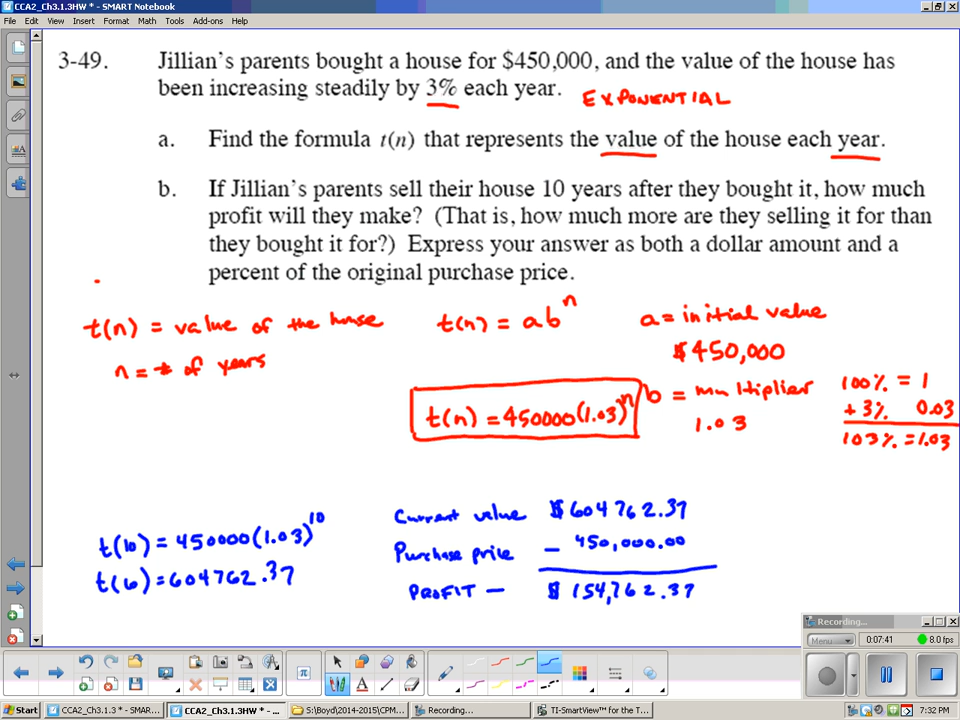 CCA2_Ch3.1.3HW * - SMART Notebook
File Edit View Insert Format Math Tools Add-ons Help
3-49. Jillian's parents bought a house for $450,000, and the value of the house has
been increasing steadily by 3% each year. EXPONENTIAL
a. Find the formula t(n) that represents the value of the house each year.
b. If Jillian's parents sell their house 10 years after they bought it, how much
profit will they make? (That is, how much more are they selling it for than
they bought it for?) Express your answer as both a dollar amount and a
percent of the original purchase price.
t(n) = value of the house
n = # of years
t(n) = ab^n
a = initial value
$450,000
t(n) = 450000(1.03)^n
b = multiplier
1.03
100% = 1
+ 3% 0.03
103% = 1.03
t(10) = 450000(1.03)^10
t(6) = 604762.37
Current value $604762.37
Purchase price - 450,000.00
PROFIT - $154,762.37
Recording...
Menu
00:07:41
8.0 fps
Start
CCA2_Ch3.1.3 * - SMAR...
CCA2_Ch3.1.3HW * - ...
S:\Boyd\2014-2015\CPM...
Recording...
TI-SmartView™ for the T...
7:32 PM